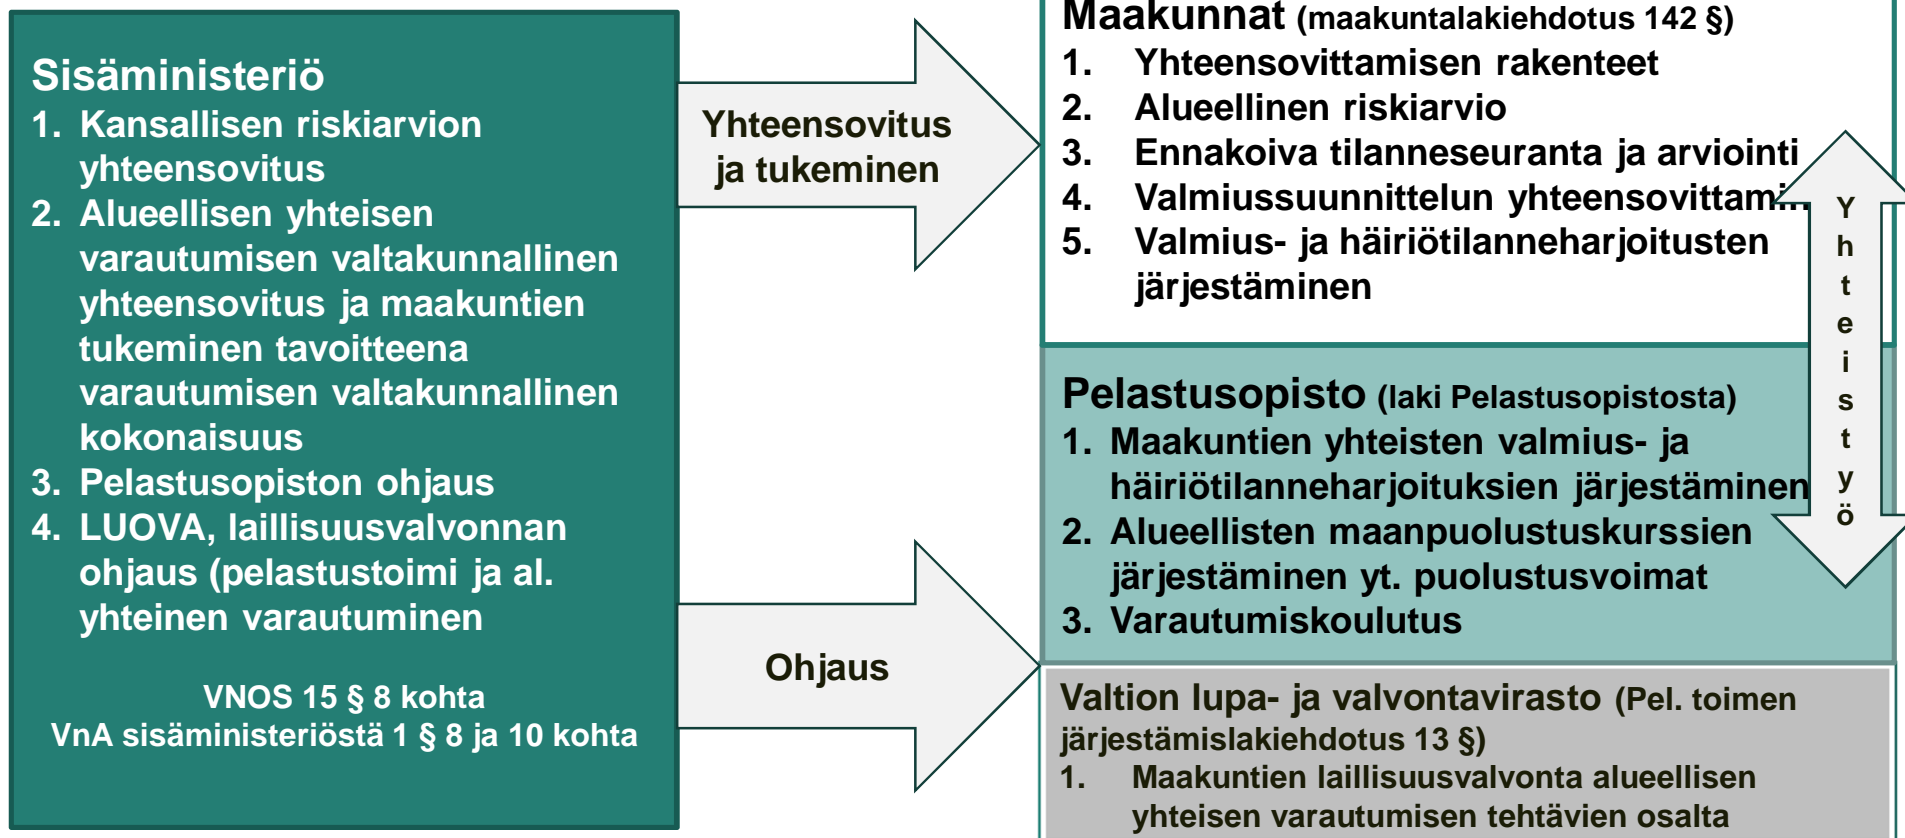 Sisäministeriö
1. Kansallisen riskiarvion
yhteensovitus
2. Alueellisen yhteisen
varautumisen valtakunnallinen
yhteensovitus ja maakuntien
tukeminen tavoitteena
varautumisen valtakunnallinen
kokonaisuus
3. Pelastusopiston ohjaus
4. LUOVA, laillisuusvalvonnan
ohjaus (pelastustoimi ja al.
yhteinen varautuminen
VNOS 15 § 8 kohta
VnA sisäministeriöstä 1 § 8 ja 10 kohta
Yhteensovitus
ja tukeminen
Ohjaus
Maakunnat (maakuntalakiehdotus 142 §)
1. Yhteensovittamisen rakenteet
2. Alueellinen riskiarvio
3. Ennakoiva tilanneseuranta ja arviointi
4. Valmiussuunnittelun yhteensovittamin
5. Valmius- ja häiriötilanneharjoitusten
järjestäminen
Pelastusopisto (laki Pelastusopistosta)
1. Maakuntien yhteisten valmius- ja
häiriötilanneharjoituksien järjestäminen
2. Alueellisten maanpuolustuskurssien
järjestäminen yt. puolustusvoimat
3. Varautumiskoulutus
Valtion lupa- ja valvontavirasto (Pel. toimen
järjestämislakiehdotus 13 §)
1. Maakuntien laillisuusvalvonta alueellisen
yhteisen varautumisen tehtävien osalta
Yhteistyö